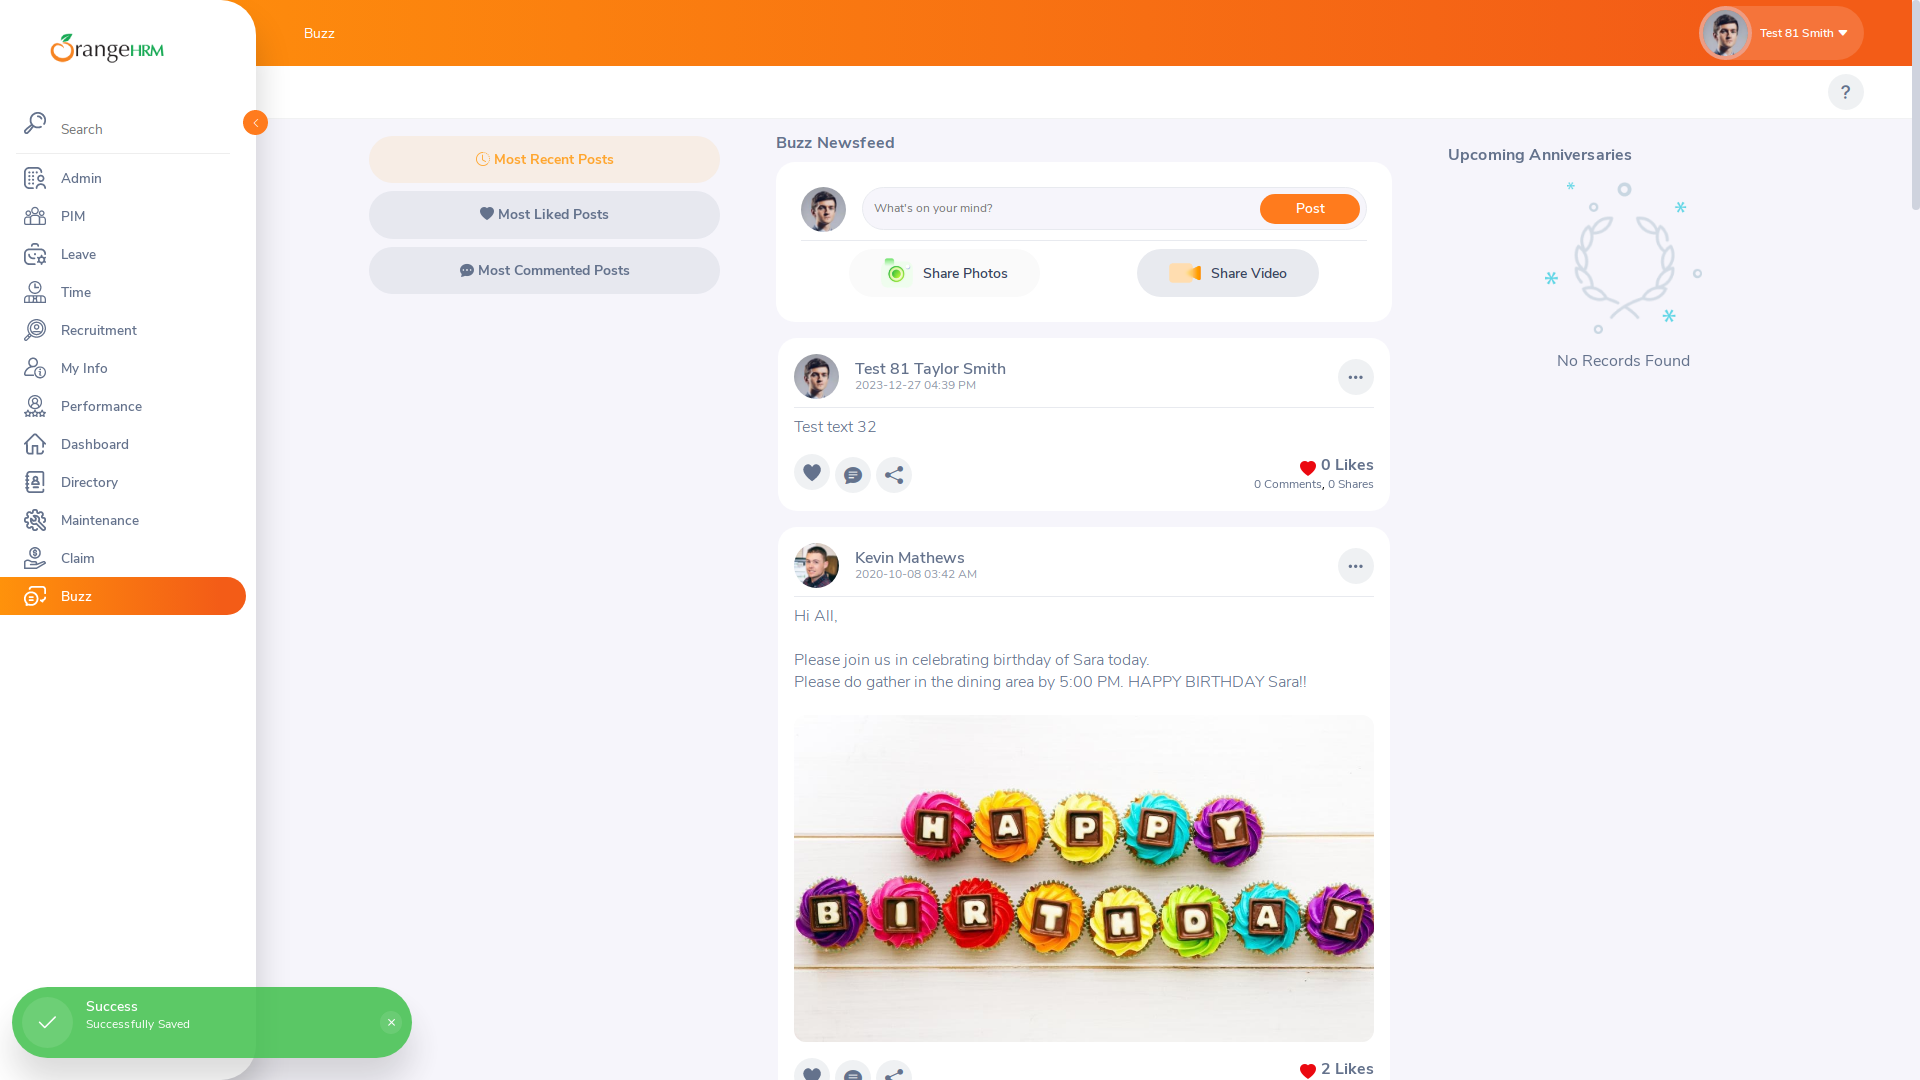 OrangeHRM
Search
Admin
PIM
Leave
Time
Recruitment
My Info
Performance
Dashboard
Directory
Maintenance
Claim
Buzz
Buzz
Test 81 Smith
?
Most Recent Posts
Most Liked Posts
Most Commented Posts
Buzz Newsfeed
What's on your mind?
Post
Share Photos
Share Video
Test 81 Taylor Smith
2023-12-27 04:39 PM
Test text 32
0 Likes
0 Comments, 0 Shares
Kevin Mathews
2020-10-08 03:42 AM
Hi All,
Please join us in celebrating birthday of Sara today.
Please do gather in the dining area by 5:00 PM. HAPPY BIRTHDAY Sara!!
HAPPY
BIRTHDAY
2 Likes
Upcoming Anniversaries
No Records Found
Success
Successfully Saved